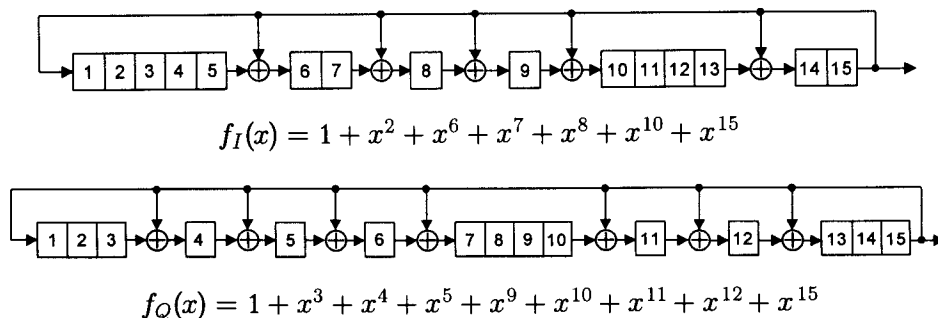 1 2 3 4 5 6 7 8 9 10 11 12 13 14 15
f_I(x) = 1 + x^2 + x^6 + x^7 + x^8 + x^10 + x^15
1 2 3 4 5 6 7 8 9 10 11 12 13 14 15
f_Q(x) = 1 + x^3 + x^4 + x^5 + x^9 + x^10 + x^11 + x^12 + x^15